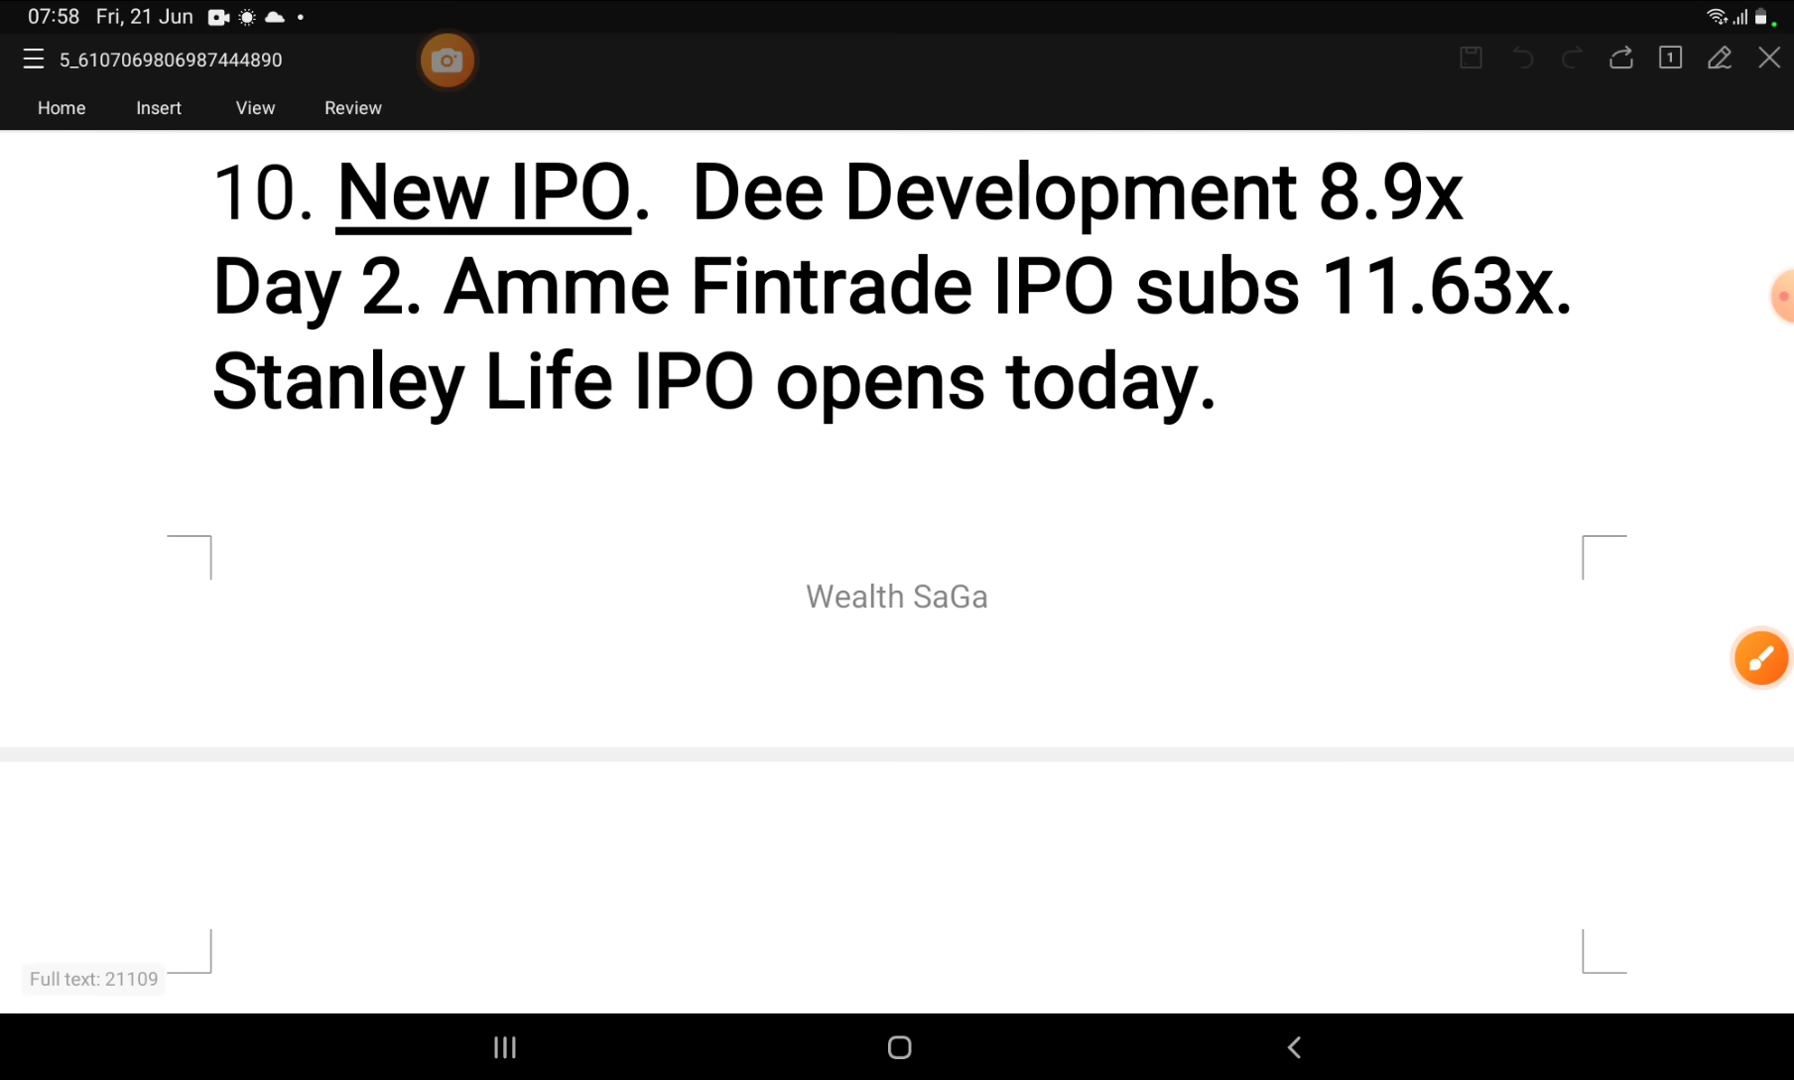 07:58 Fri, 21 Jun
5_6107069806987444890
1
Home Insert View Review
10. New IPO. Dee Development 8.9x
Day 2. Amme Fintrade IPO subs 11.63x.
Stanley Life IPO opens today.
Wealth SaGa
Full text: 21109